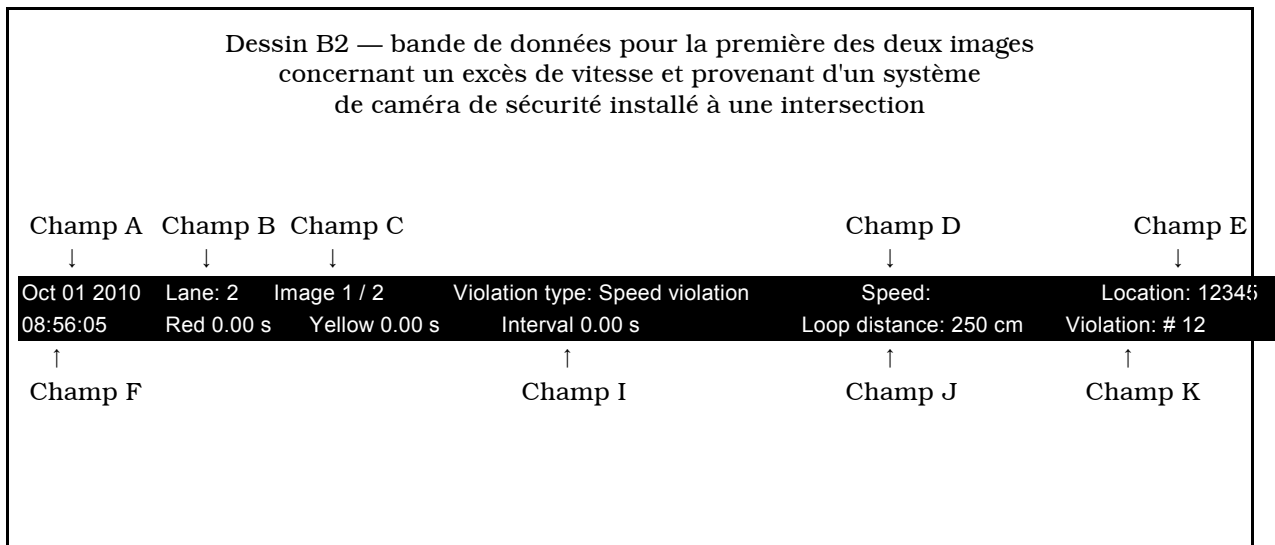 Dessin B2 — bande de données pour la première des deux images
concernant un excès de vitesse et provenant d'un système
de caméra de sécurité installé à une intersection
Champ A Champ B Champ C Champ D Champ E
↓ ↓ ↓ ↓ ↓
Oct 01 2010 Lane: 2 Image 1 / 2 Violation type: Speed violation Speed: Location: 12345
08:56:05 Red 0.00 s Yellow 0.00 s Interval 0.00 s Loop distance: 250 cm Violation: # 12
↑ ↑ ↑ ↑
Champ F Champ I Champ J Champ K